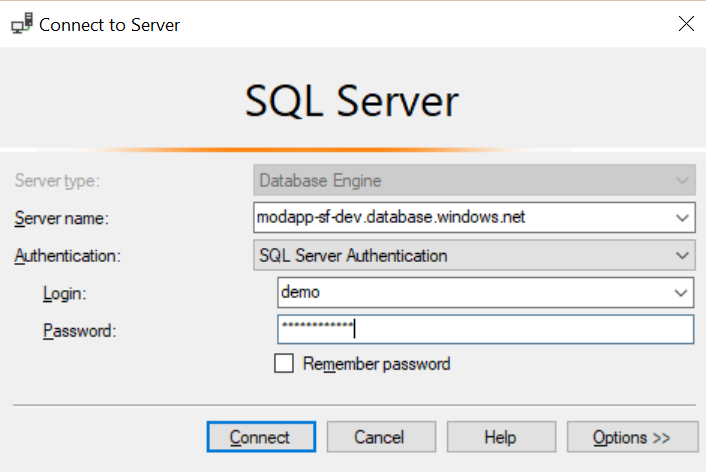 Connect to Server
SQL Server
Server type: Database Engine
Server name: modapp-sf-dev.database.windows.net
Authentication: SQL Server Authentication
Login: demo
Password: ************
Remember password
Connect Cancel Help Options >>